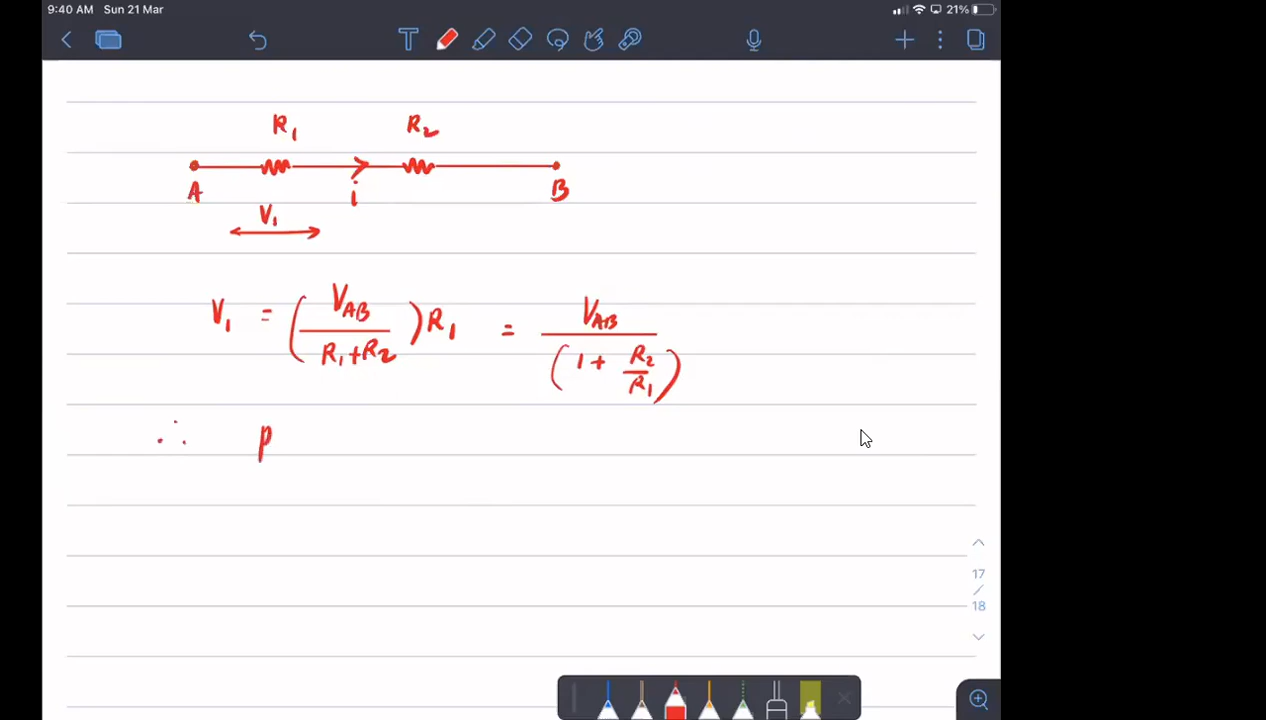 9:40 AM Sun 21 Mar 21%
T
R₁ R₂
A i B
V₁
V₁ = (V_AB / (R₁+R₂)) R₁ = V_AB / (1 + R₂/R₁)
∴ p
17
/
18